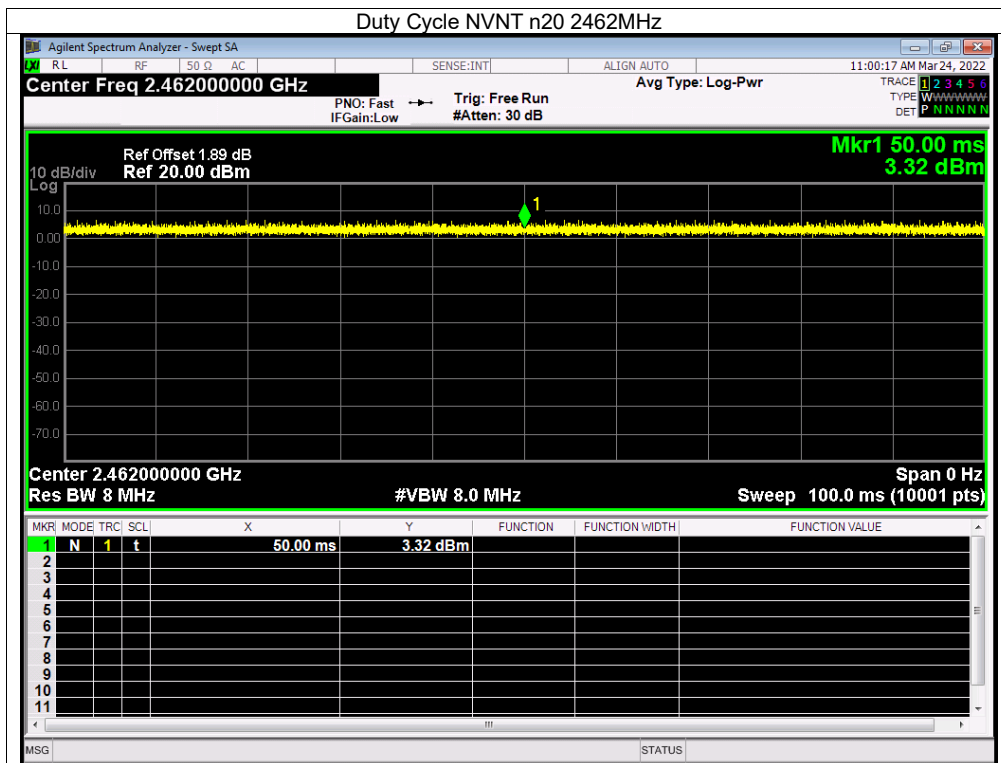 Duty Cycle NVNT n20 2462MHz
Agilent Spectrum Analyzer - Swept SA
LXI RL RF 50 Ω AC SENSE:INT ALIGN AUTO 11:00:17 AM Mar 24, 2022
Center Freq 2.462000000 GHz Avg Type: Log-Pwr TRACE 1 2 3 4 5 6
PNO: Fast Trig: Free Run TYPE WWWWWW
IFGain:Low #Atten: 30 dB DET P N N N N N
Mkr1 50.00 ms
Ref Offset 1.89 dB
10 dB/div Ref 20.00 dBm 3.32 dBm
Log
10.0
1
0.00
-10.0
-20.0
-30.0
-40.0
-50.0
-60.0
-70.0
Center 2.462000000 GHz Span 0 Hz
Res BW 8 MHz #VBW 8.0 MHz Sweep 100.0 ms (10001 pts)
MKR MODE TRC SCL X Y FUNCTION FUNCTION WIDTH FUNCTION VALUE
1 N 1 t 50.00 ms 3.32 dBm
2
3
4
5
6
7
8
9
10
11
MSG STATUS